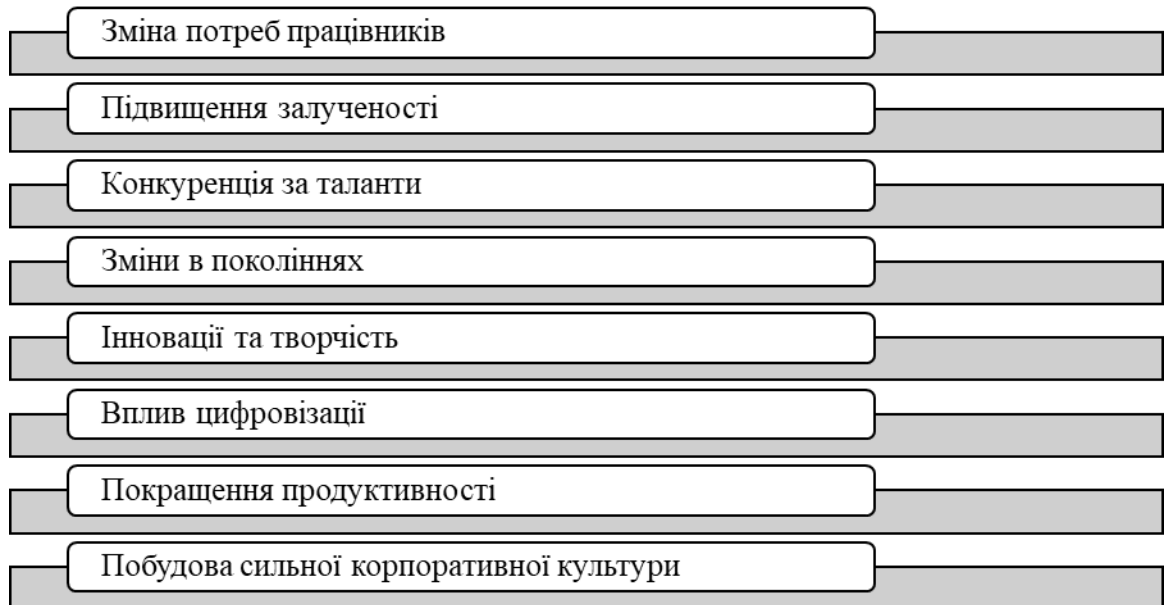 Зміна потреб працівників
Підвищення залученості
Конкуренція за таланти
Зміни в поколіннях
Інновації та творчість
Вплив цифровізації
Покращення продуктивності
Побудова сильної корпоративної культури